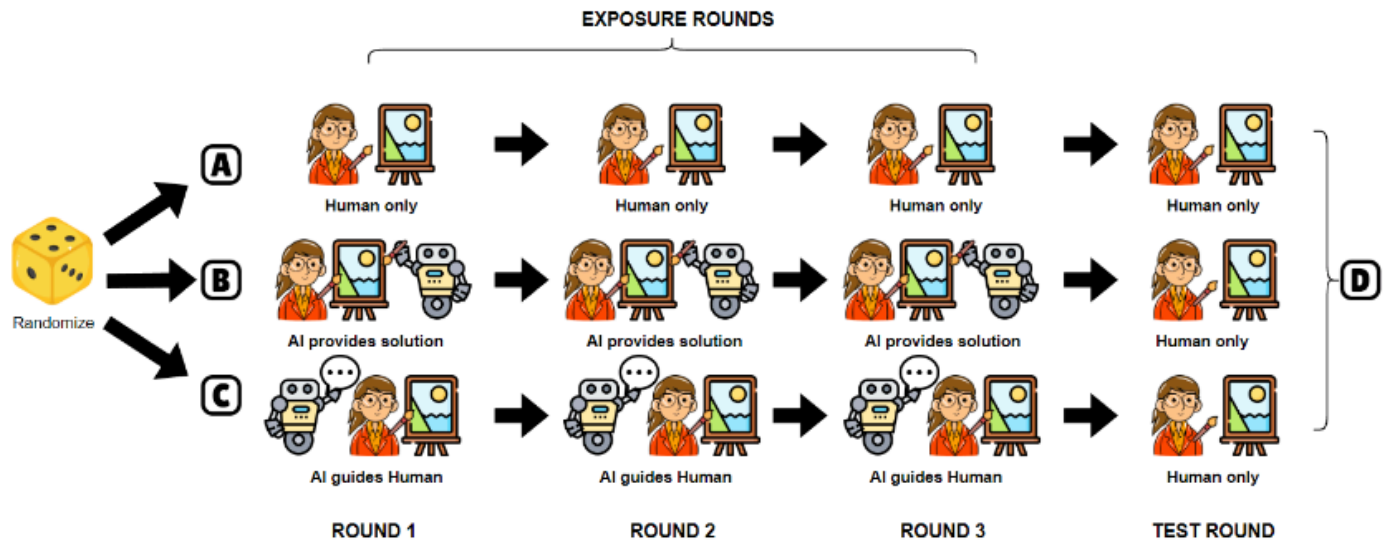 EXPOSURE ROUNDS
A
Human only
Human only
Human only
Human only
B
Randomize
AI provides solution
AI provides solution
AI provides solution
Human only
D
C
AI guides Human
AI guides Human
AI guides Human
Human only
ROUND 1
ROUND 2
ROUND 3
TEST ROUND